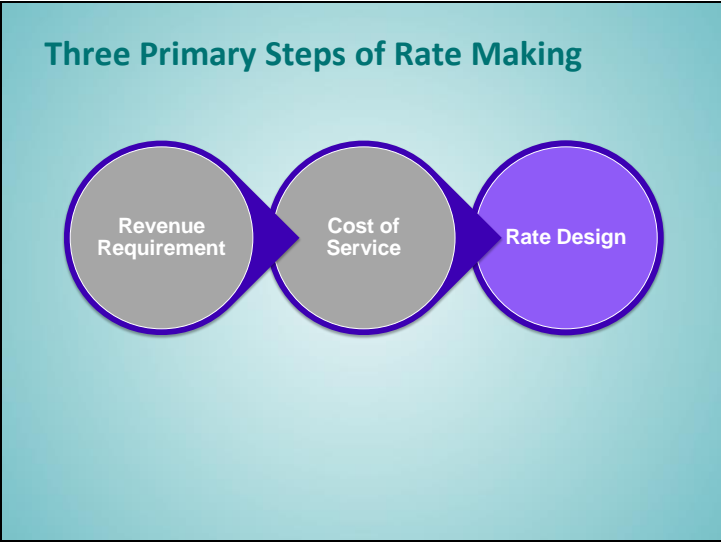 Three Primary Steps of Rate Making
Revenue
Requirement
Cost of
Service
Rate Design